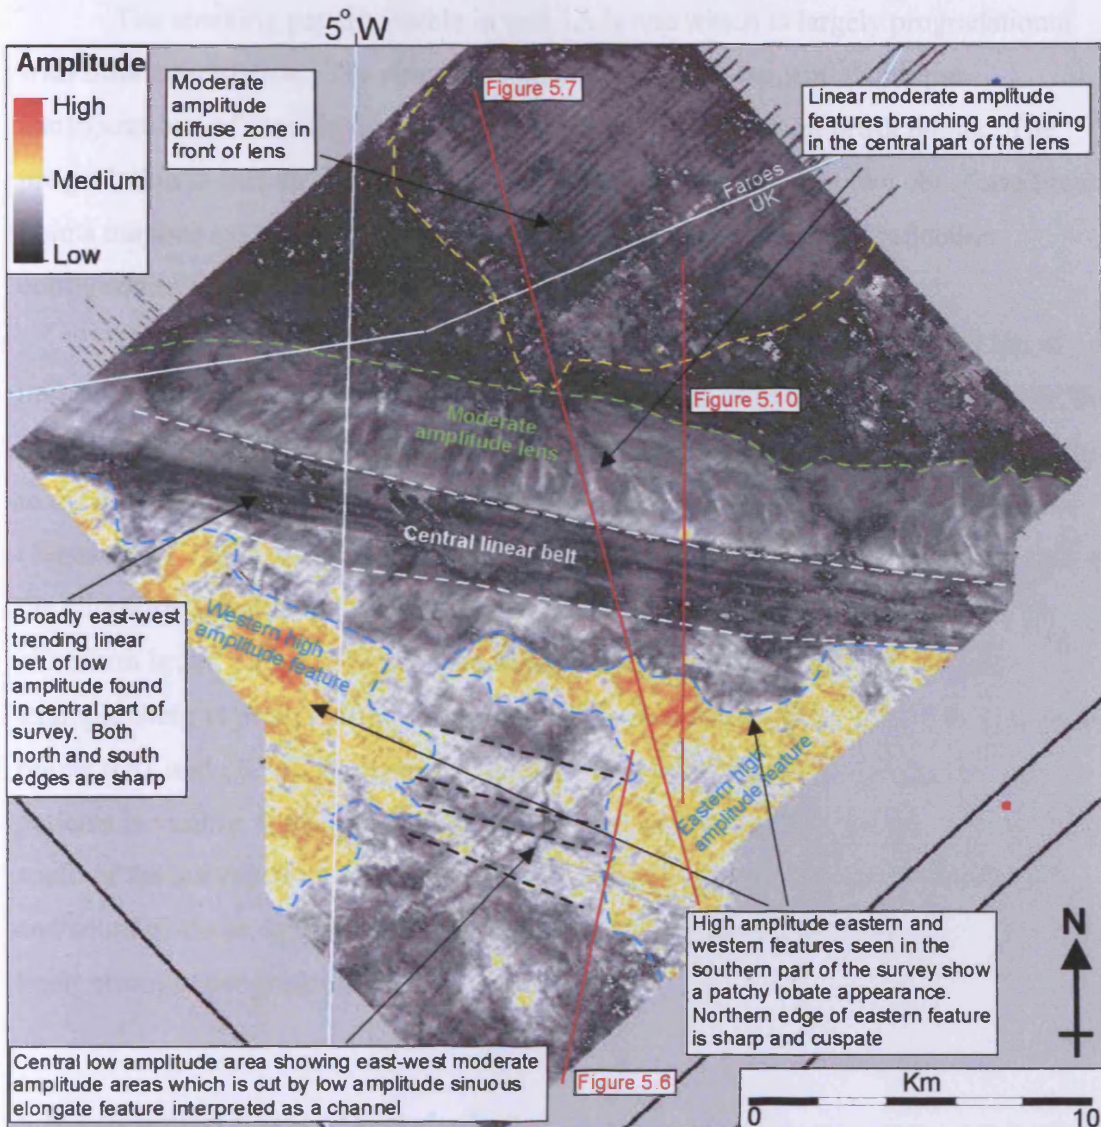 5° W
Amplitude
High
Medium
Low
Moderate
amplitude
diffuse zone in
front of lens
Figure 5.7
Linear moderate amplitude
features branching and joining
in the central part of the lens
Faroes
UK
Figure 5.10
Moderate
amplitude lens
Central linear belt
Broadly east-west
trending linear
belt of low
amplitude found
in central part of
survey. Both
north and south
edges are sharp
Western high
amplitude feature
Eastern high
amplitude feature
High amplitude eastern and
western features seen in the
southern part of the survey show
a patchy lobate appearance.
Northern edge of eastern feature
is sharp and cuspate
N
Central low amplitude area showing east-west moderate
amplitude areas which is cut by low amplitude sinuous
elongate feature interpreted as a channel
Figure 5.6
Km
0 10